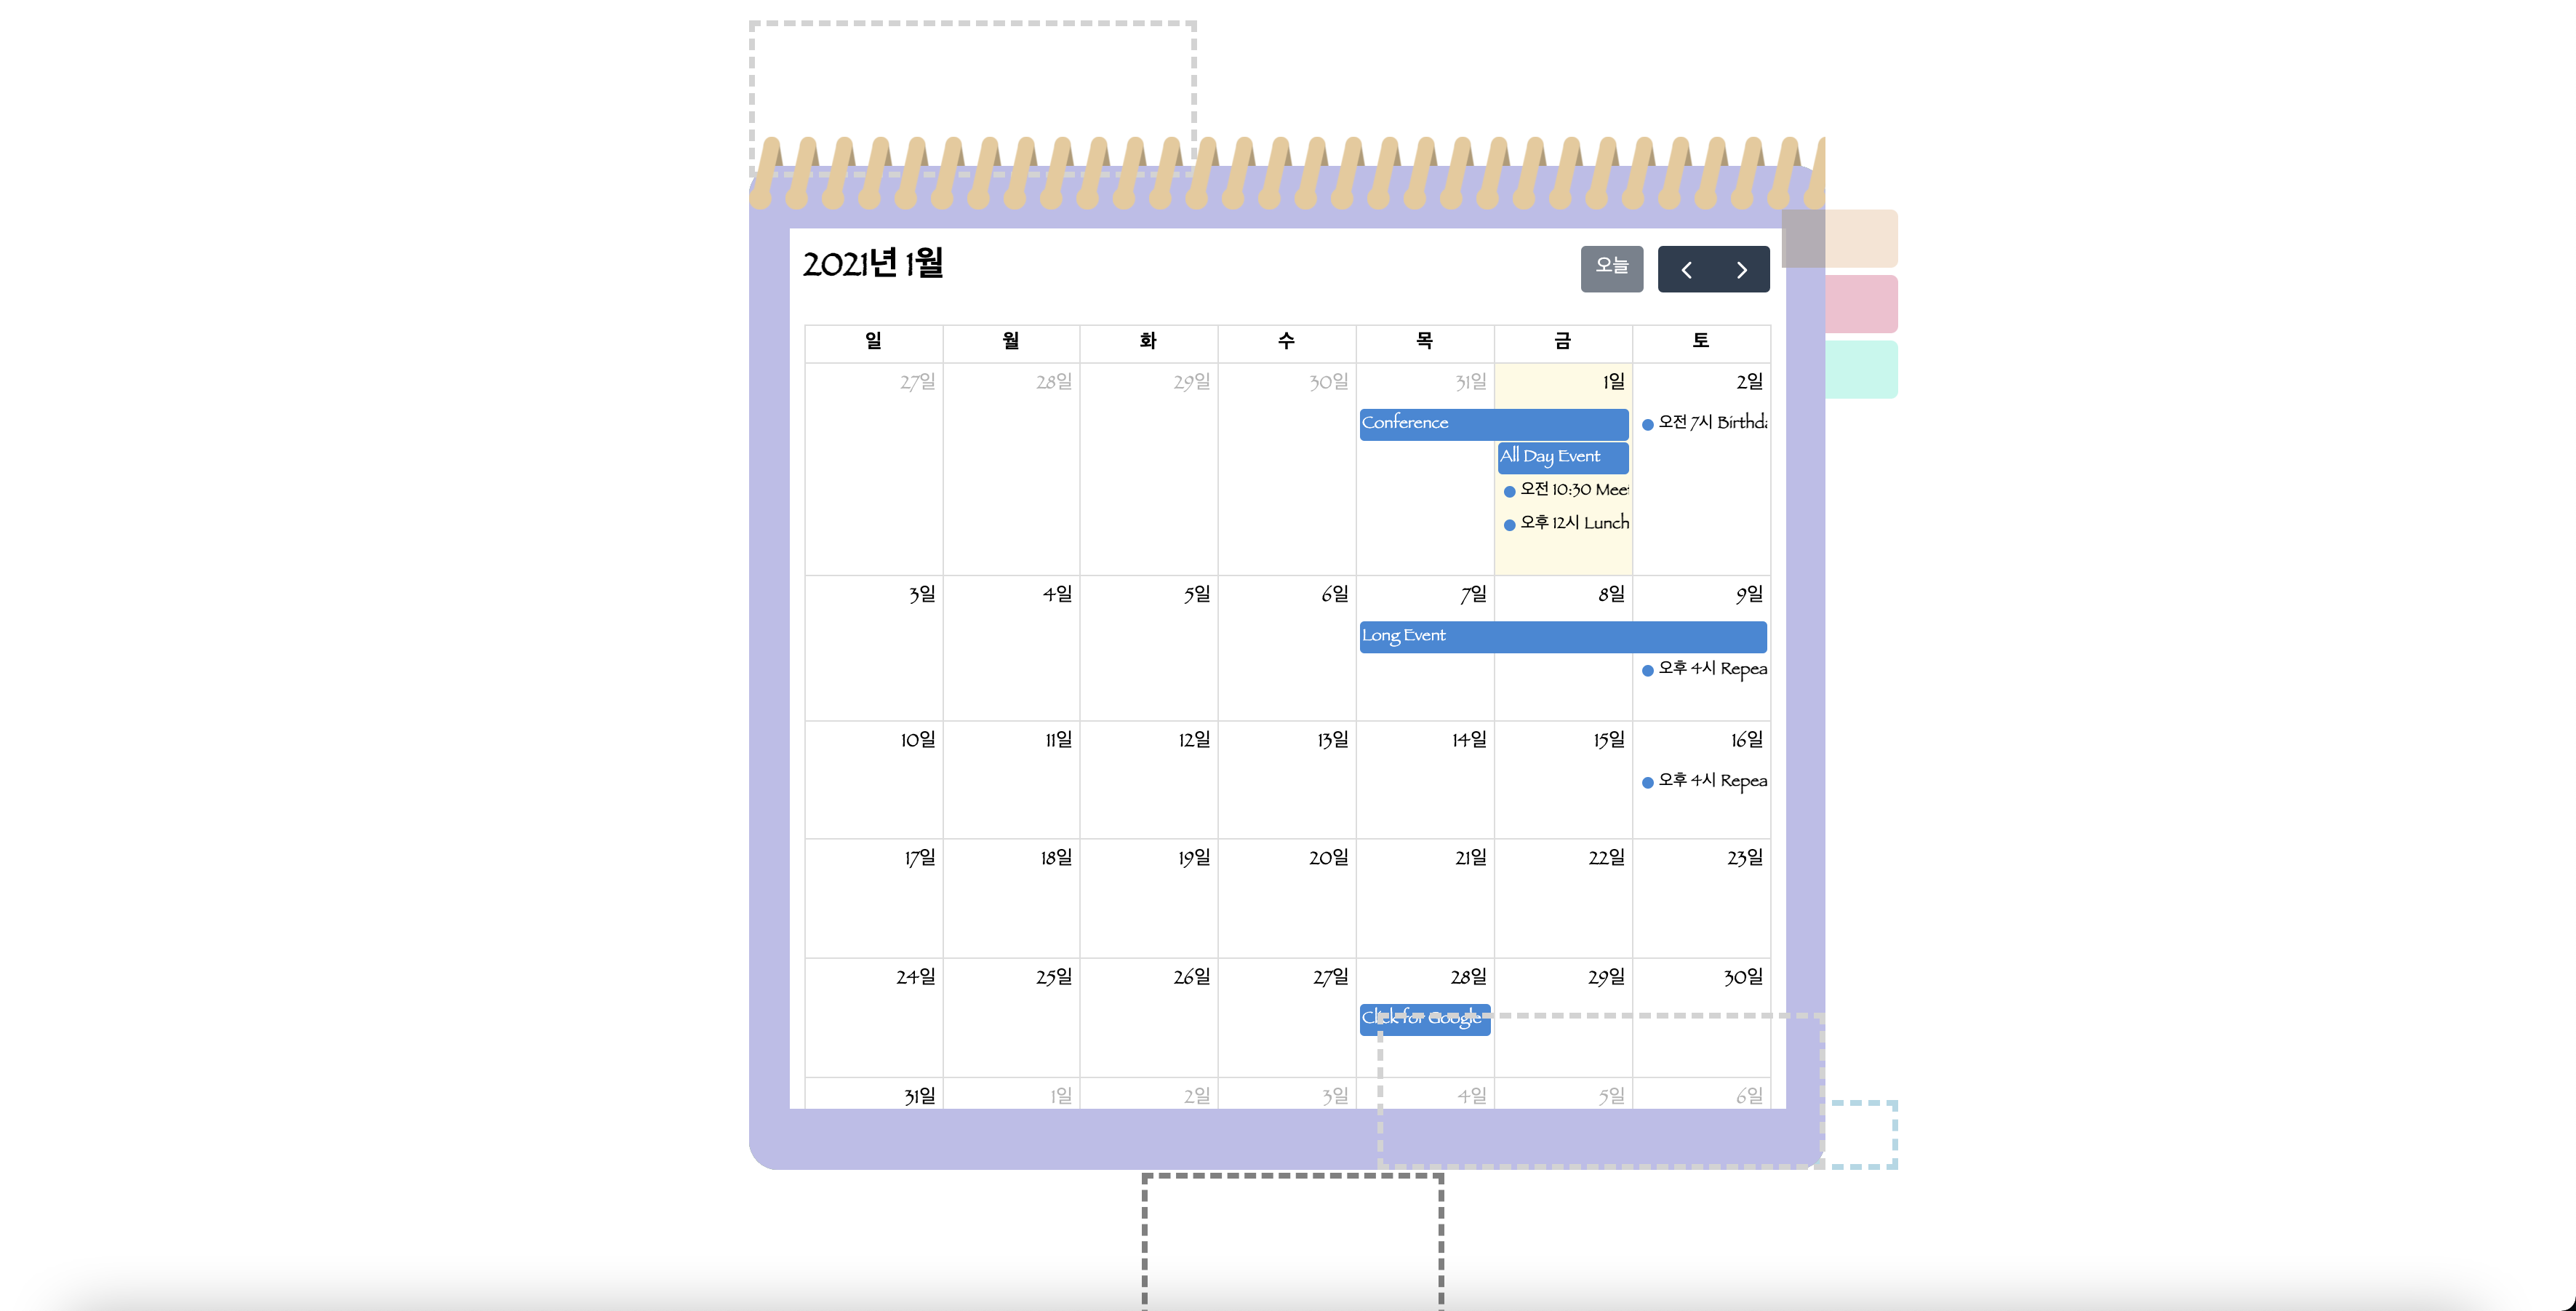 2021년 1월
오늘
일 월 화 수 목 금 토
27일 28일 29일 30일 31일 1일 2일
Conference
오전 7시 Birthda
All Day Event
오전 10:30 Meet
오후 12시 Lunch
3일 4일 5일 6일 7일 8일 9일
Long Event
오후 4시 Repea
10일 11일 12일 13일 14일 15일 16일
오후 4시 Repea
17일 18일 19일 20일 21일 22일 23일
24일 25일 26일 27일 28일 29일 30일
Click for Google
31일 1일 2일 3일 4일 5일 6일